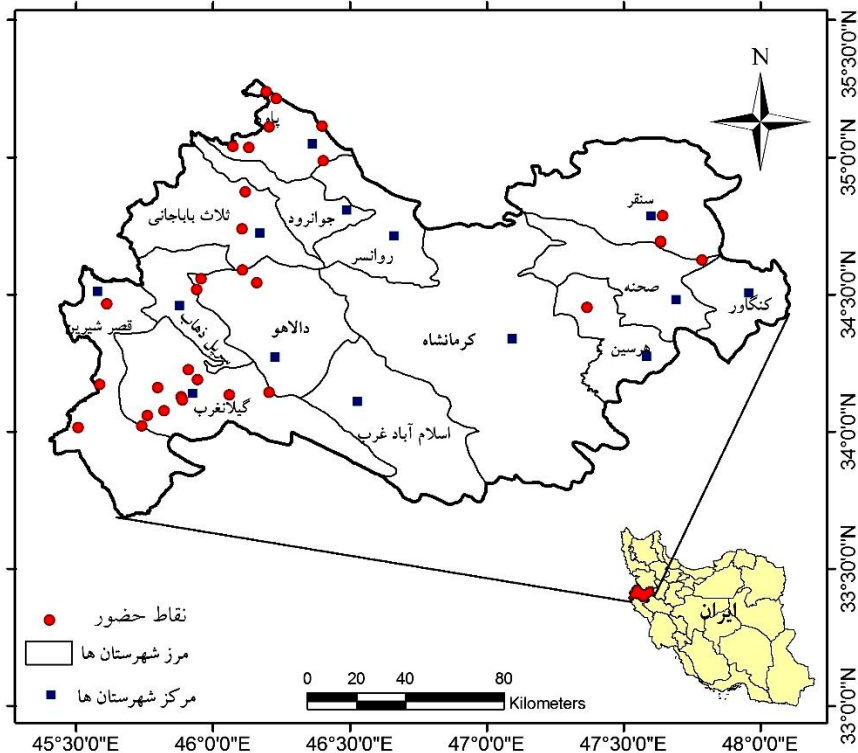 N
پاوه
ثلاث باباجانی
جوانرود
روانسر
سنقر
صحنه
کنگاور
قصر شیرین
سرپل ذهاب
دالاهو
کرمانشاه
هرسین
گیلانغرب
اسلام آباد غرب
ایران
نقاط حضور
مرز شهرستان ها
مرکز شهرستان ها
0 20 40 80
Kilometers
45°30'0"E 46°0'0"E 46°30'0"E 47°0'0"E 47°30'0"E 48°0'0"E
35°30'0"N
35°0'0"N
34°30'0"N
34°0'0"N
33°30'0"N
33°0'0"N